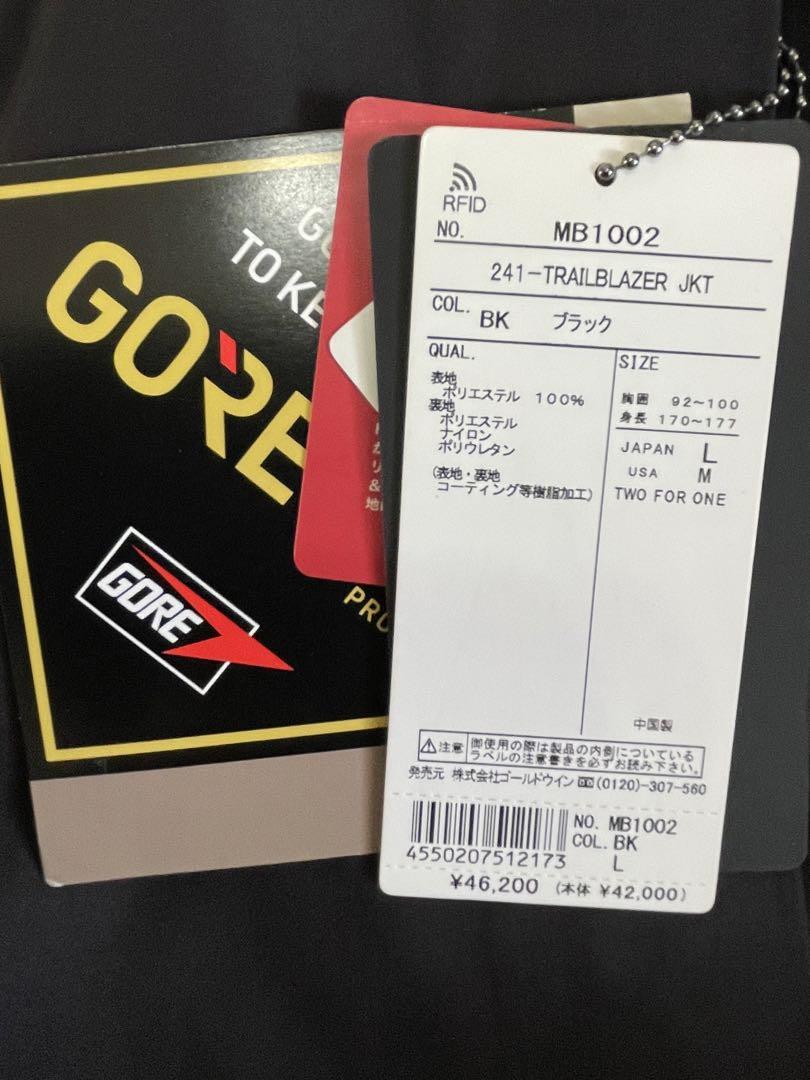 TO KE
GORE
GORE
PRO
&
RFID
NO. MB1002
241-TRAILBLAZER JKT
COL. BK ブラック
QUAL.
表地
ポリエステル 100%
裏地
ポリエステル
ナイロン
ポリウレタン
(表地・裏地
コーティング等樹脂加工)
SIZE
胸囲 92~100
身長 170~177
JAPAN L
USA M
TWO FOR ONE
中国製
注意 御使用の際は製品の内側についている
ラベルの注意書きを必ずお読み下さい。
発売元 株式会社ゴールドウイン (0120)-307-560
4550207512173
NO. MB1002
COL. BK
L
¥46,200 (本体 ¥42,000)